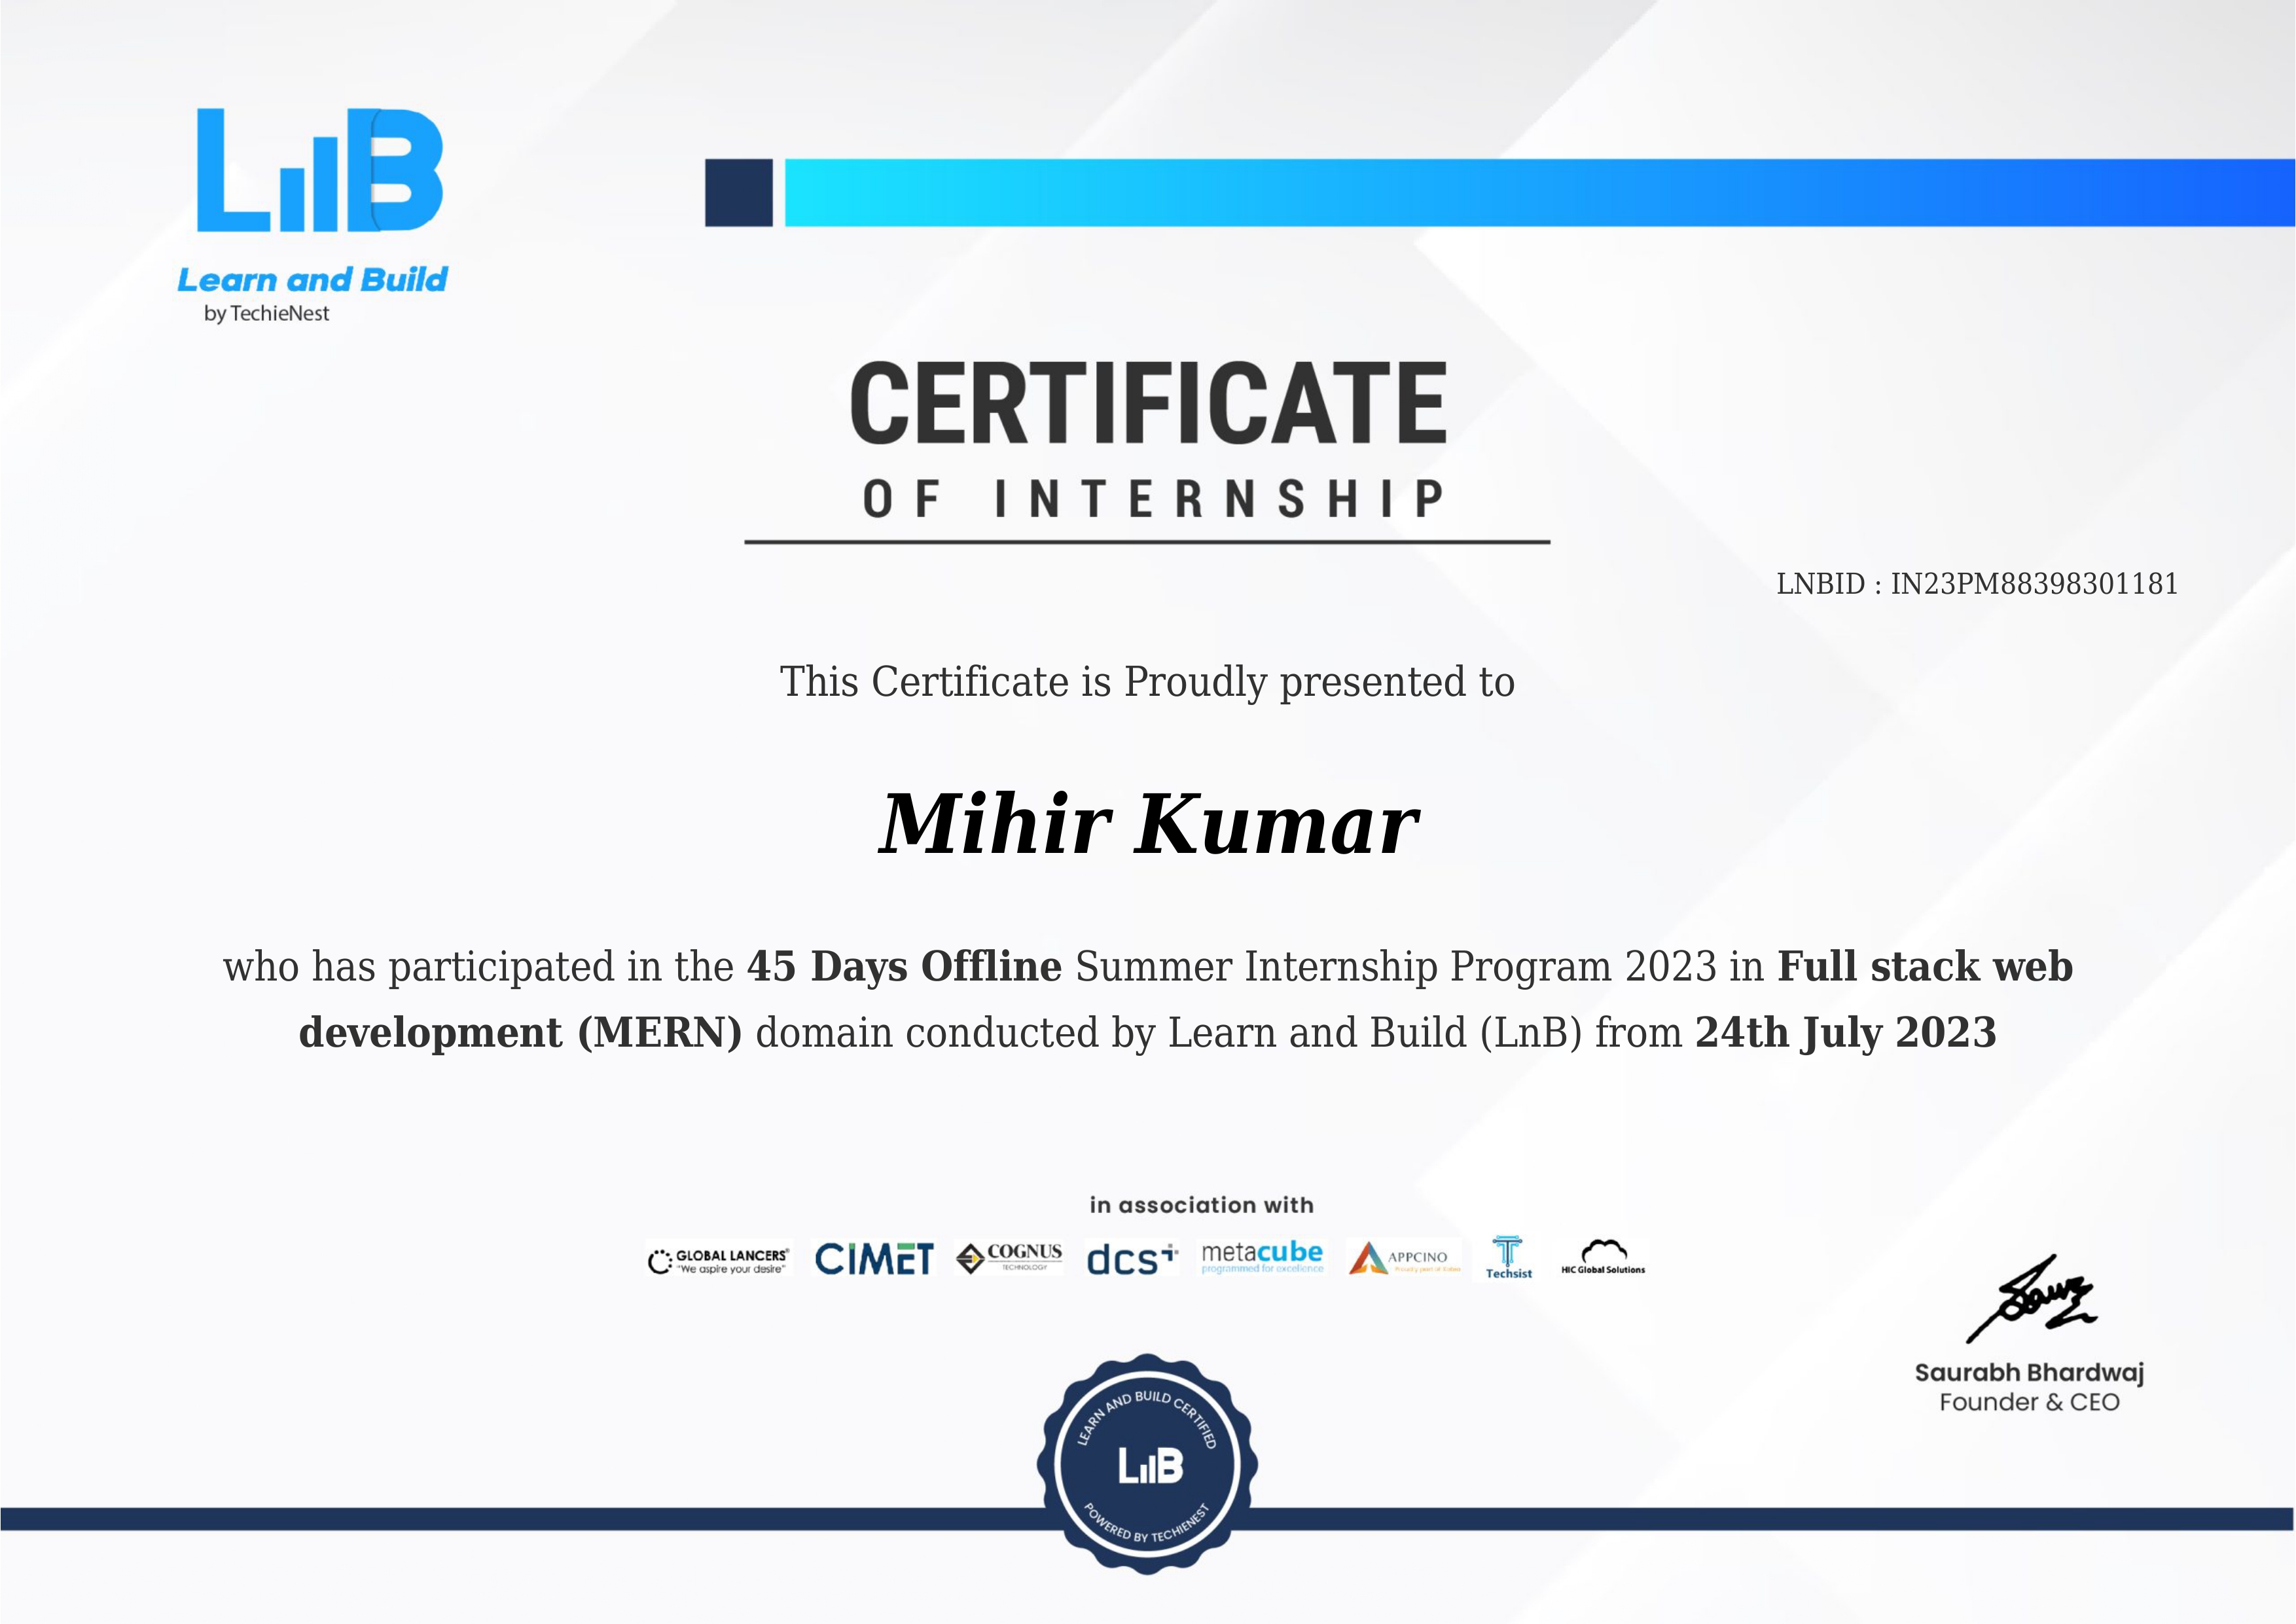 LnB
Learn and Build
by TechieNest
CERTIFICATE
OF INTERNSHIP
LNBID : IN23PM88398301181
This Certificate is Proudly presented to
Mihir Kumar
who has participated in the 45 Days Offline Summer Internship Program 2023 in Full stack web
development (MERN) domain conducted by Learn and Build (LnB) from 24th July 2023
in association with
GLOBAL LANCERS®
"We aspire your desire"
CIMET
COGNUS
TECHNOLOGY
dcsi
metacube
programmed for excellence
APPCINO
Techsist
HIC Global Solutions
Saurabh Bhardwaj
Founder & CEO
LEARN AND BUILD CERTIFIED
LnB
POWERED BY TECHIENEST